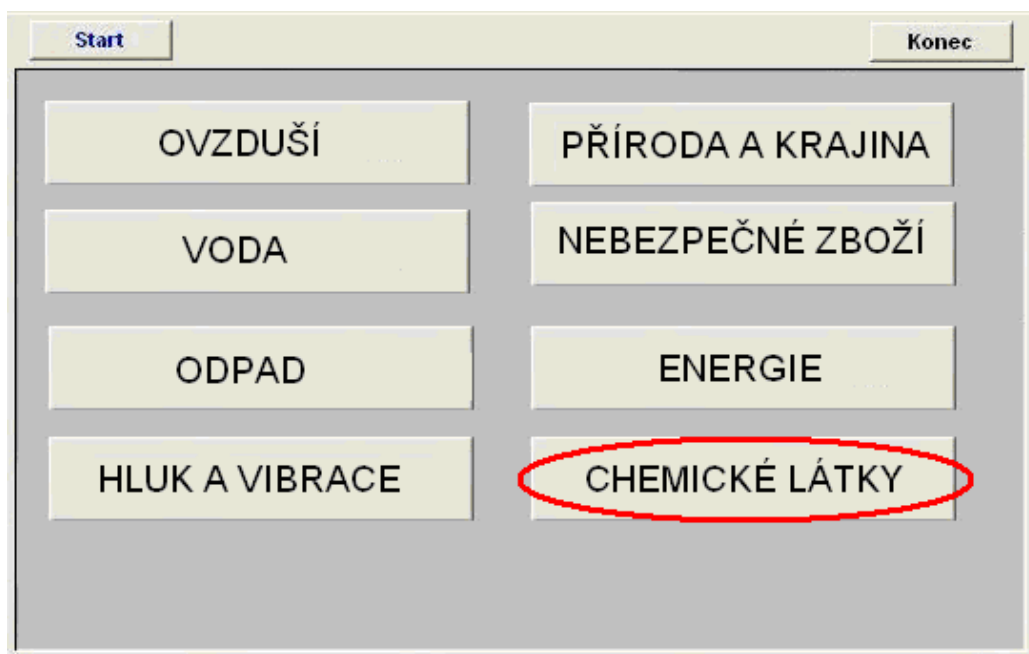 Start
Konec
OVZDUŠÍ
PŘÍRODA A KRAJINA
VODA
NEBEZPEČNÉ ZBOŽÍ
ODPAD
ENERGIE
HLUK A VIBRACE
CHEMICKÉ LÁTKY